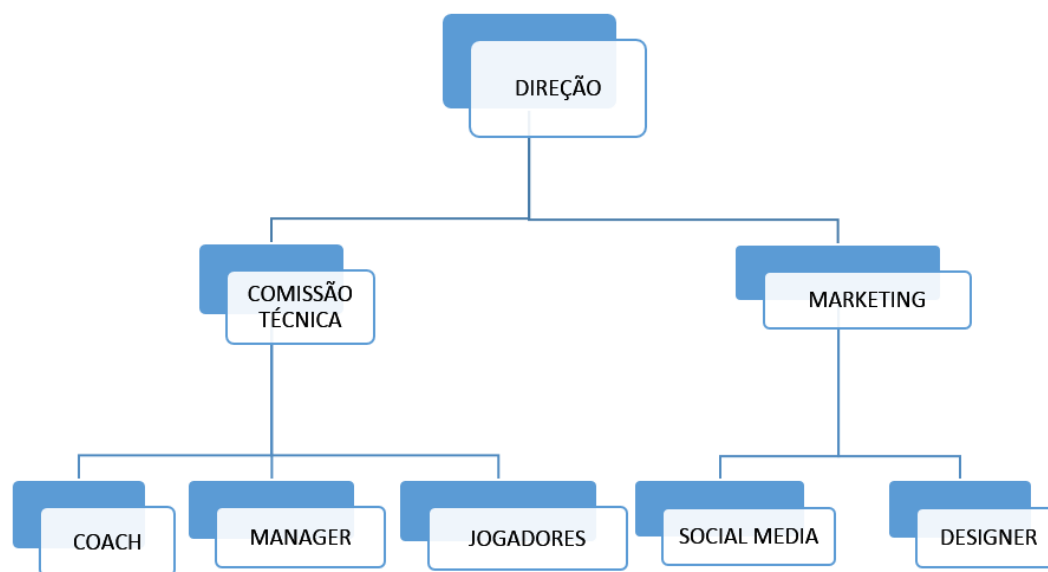 DIREÇÃO
COMISSÃO
TÉCNICA
MARKETING
COACH
MANAGER
JOGADORES
SOCIAL MEDIA
DESIGNER